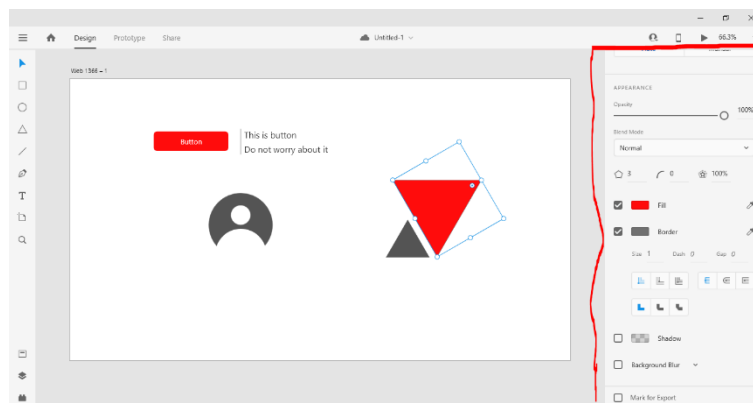 Design Prototype Share
Untitled-1
66.3%
Web 1366 – 1
Button
This is button
Do not worry about it
APPEARANCE
Opacity
100%
Blend Mode
Normal
3 0 100%
Fill
Border
Size 1 Dash 0 Gap 0
Shadow
Background Blur
Mark for Export
T